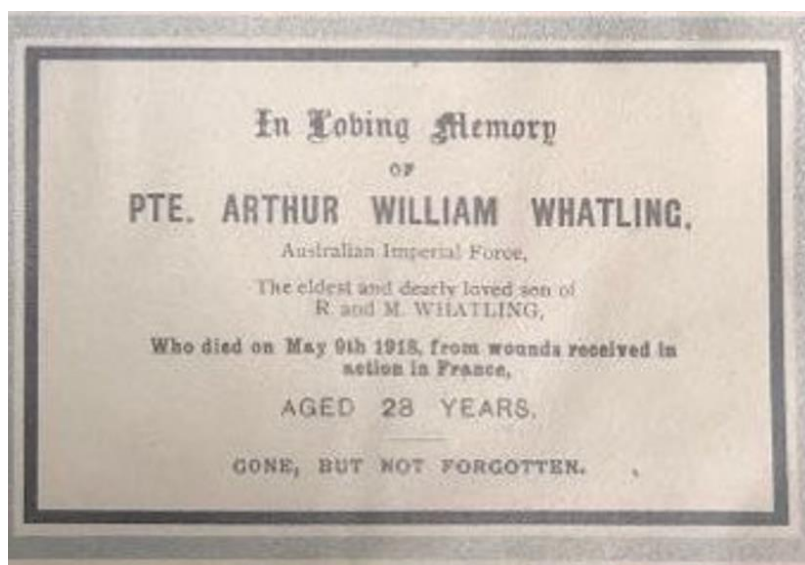 In Loving Memory
OF
PTE. ARTHUR WILLIAM WHATLING,
Australian Imperial Force,
The eldest and dearly loved son of
R. and M. WHATLING,
Who died on May 9th 1918, from wounds received in
action in France,
AGED 28 YEARS.
GONE, BUT NOT FORGOTTEN.